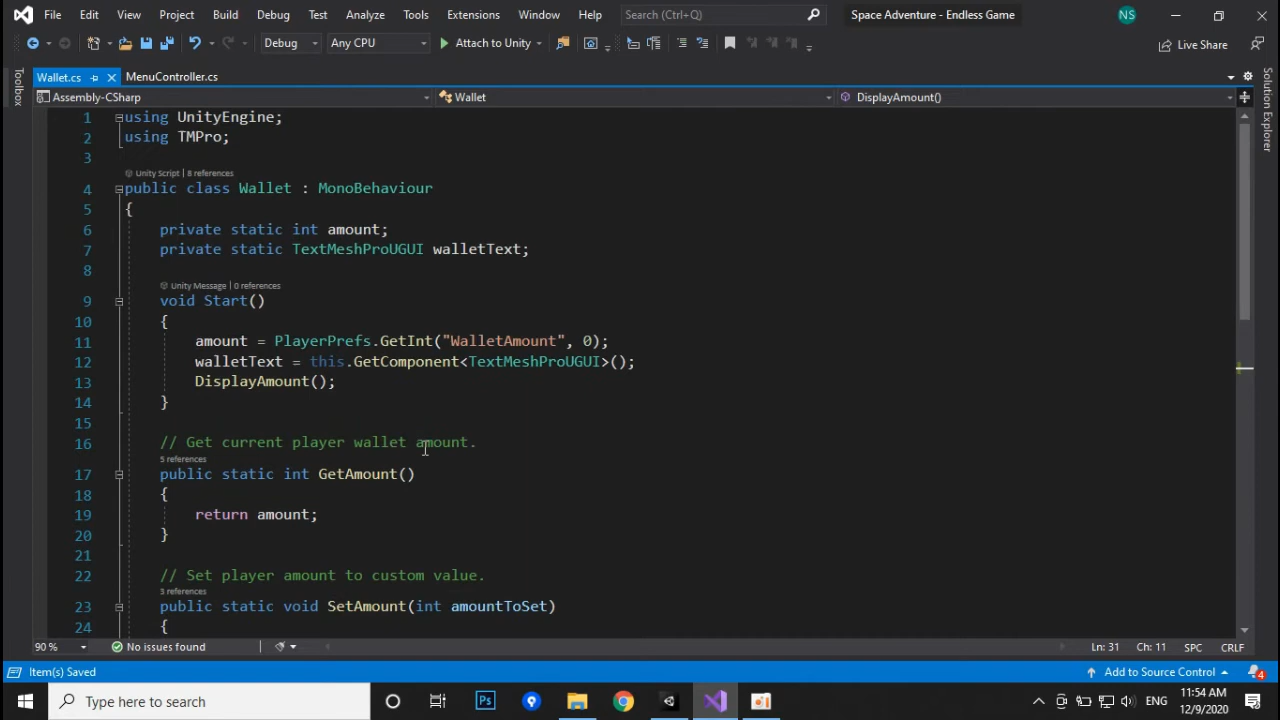 File Edit View Project Build Debug Test Analyze Tools Extensions Window Help Search (Ctrl+Q) Space Adventure - Endless Game NS
Debug Any CPU Attach to Unity Live Share
Wallet.cs MenuController.cs
Assembly-CSharp Wallet DisplayAmount()
Toolbox
Solution Explorer
1 using UnityEngine;
2 using TMPro;
3
Unity Script | 8 references
4 public class Wallet : MonoBehaviour
5 {
6 private static int amount;
7 private static TextMeshProUGUI walletText;
8
Unity Message | 0 references
9 void Start()
10 {
11 amount = PlayerPrefs.GetInt("WalletAmount", 0);
12 walletText = this.GetComponent<TextMeshProUGUI>();
13 DisplayAmount();
14 }
15
16 // Get current player wallet amount.
5 references
17 public static int GetAmount()
18 {
19 return amount;
20 }
21
22 // Set player amount to custom value.
3 references
23 public static void SetAmount(int amountToSet)
24 {
90 % No issues found Ln: 31 Ch: 11 SPC CRLF
Item(s) Saved Add to Source Control 4
Type here to search Ps ENG 11:54 AM
12/9/2020